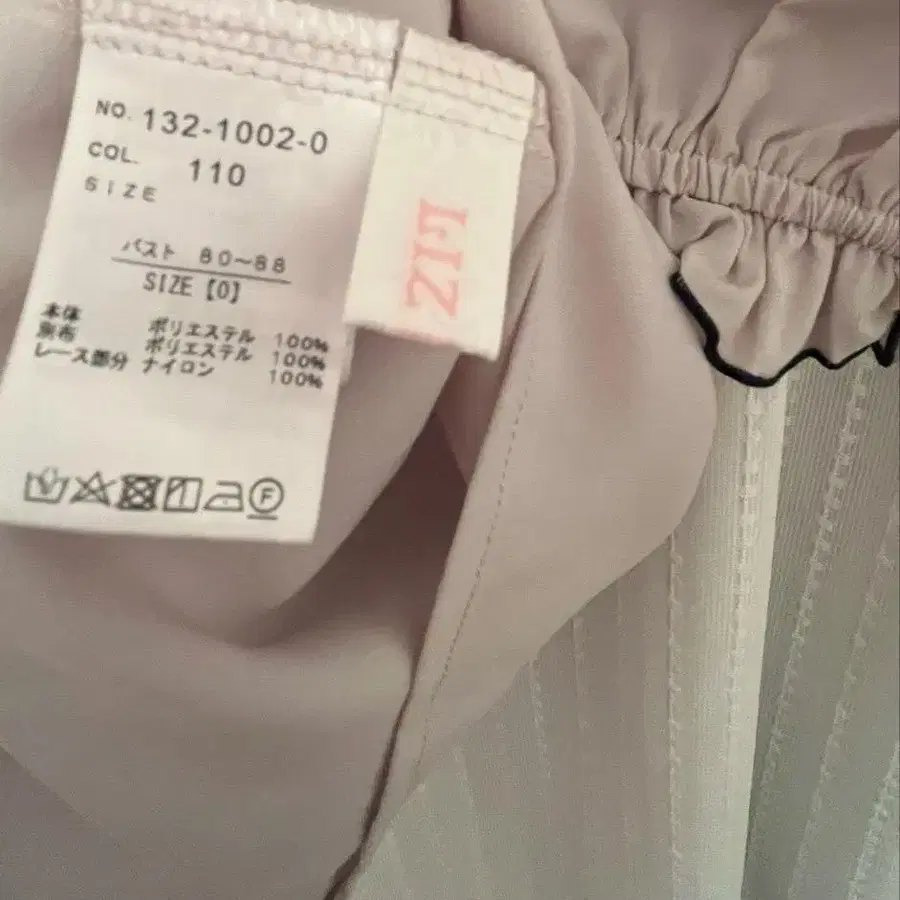 NO. 132-1002-0
COL. 110
SIZE
バスト 80~88
SIZE【0】
本体 ポリエステル 100%
別布 ポリエステル 100%
レース部分 ナイロン 100%
F